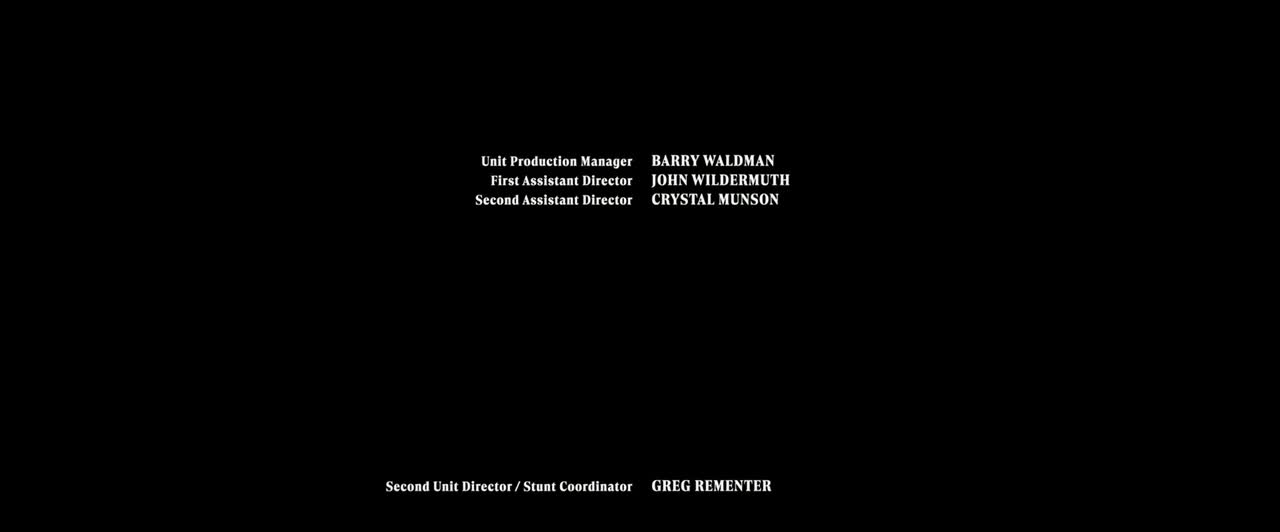 Unit Production Manager BARRY WALDMAN
First Assistant Director JOHN WILDERMUTH
Second Assistant Director CRYSTAL MUNSON
Second Unit Director / Stunt Coordinator GREG REMENTER